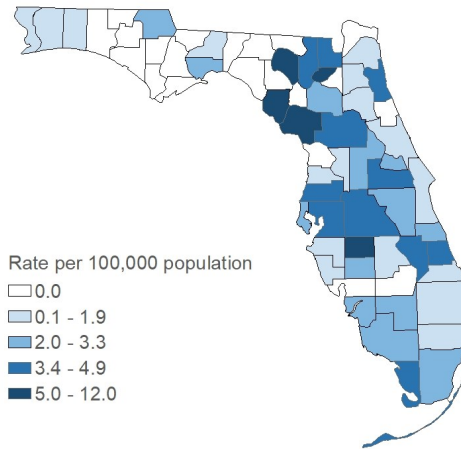 Rate per 100,000 population
0.0
0.1 - 1.9
2.0 - 3.3
3.4 - 4.9
5.0 - 12.0